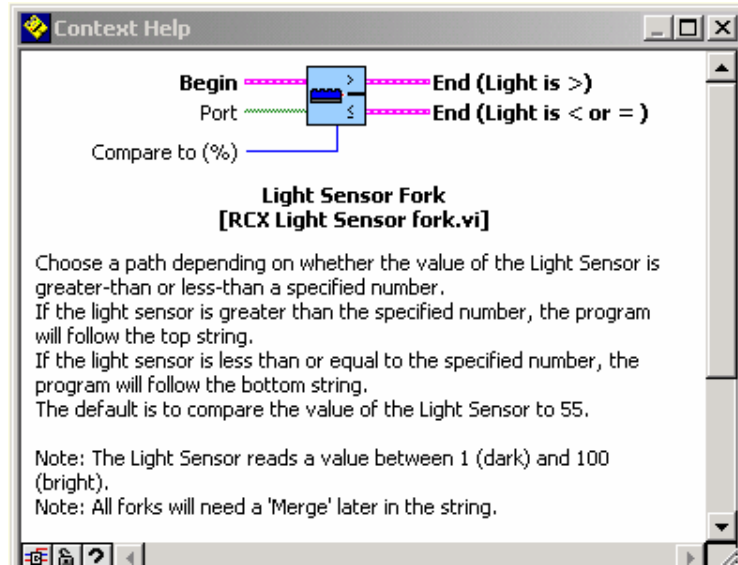 Context Help
Begin
End (Light is >)
Port
End (Light is < or = )
Compare to (%)
Light Sensor Fork
[RCX Light Sensor fork.vi]
Choose a path depending on whether the value of the Light Sensor is
greater-than or less-than a specified number.
If the light sensor is greater than the specified number, the program
will follow the top string.
If the light sensor is less than or equal to the specified number, the
program will follow the bottom string.
The default is to compare the value of the Light Sensor to 55.
Note: The Light Sensor reads a value between 1 (dark) and 100
(bright).
Note: All forks will need a 'Merge' later in the string.